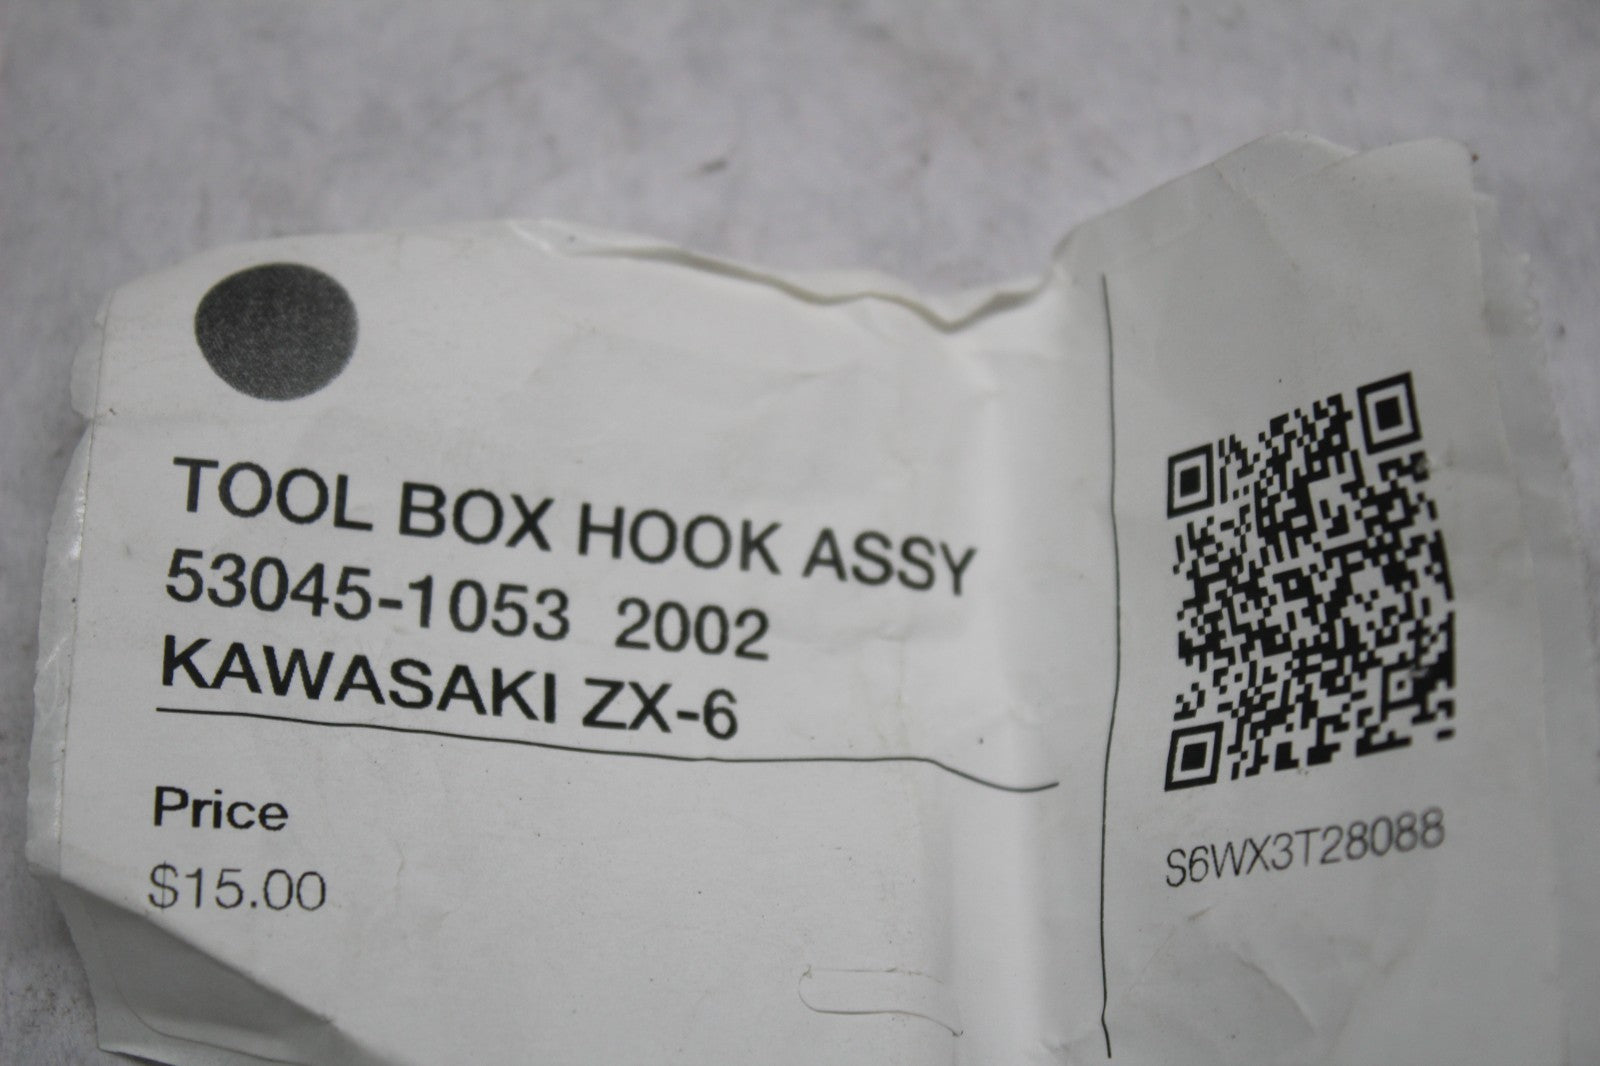 TOOL BOX HOOK ASSY
53045-1053 2002
KAWASAKI ZX-6
Price
$15.00
S6WX3T28088